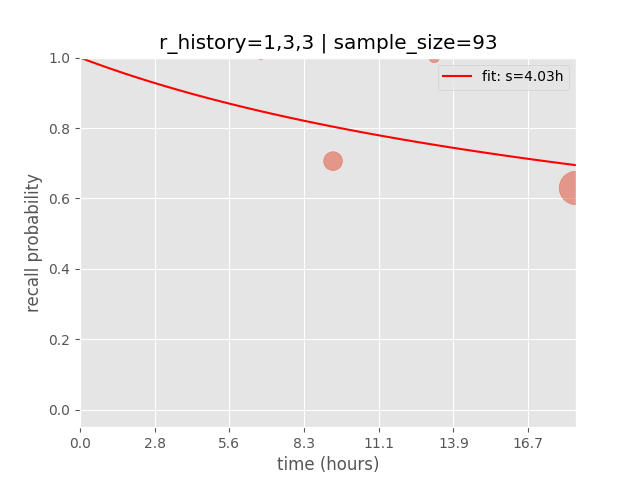 r_history=1,3,3 | sample_size=93
fit: s=4.03h
recall probability
1.0
0.8
0.6
0.4
0.2
0.0
0.0 2.8 5.6 8.3 11.1 13.9 16.7
time (hours)